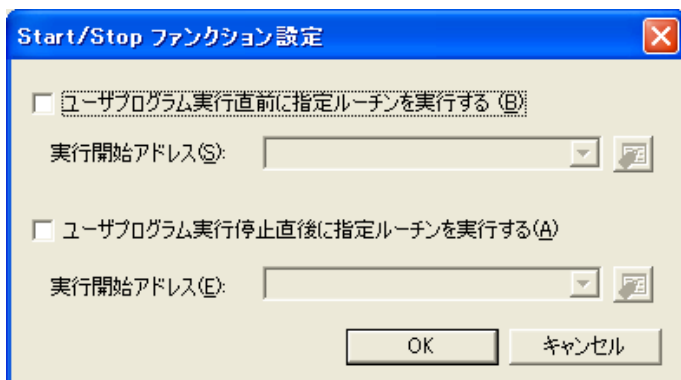 Start/Stop ファンクション設定
ユーザプログラム実行直前に指定ルーチンを実行する (B)
実行開始アドレス(S):
ユーザプログラム実行停止直後に指定ルーチンを実行する(A)
実行開始アドレス(E):
OK キャンセル